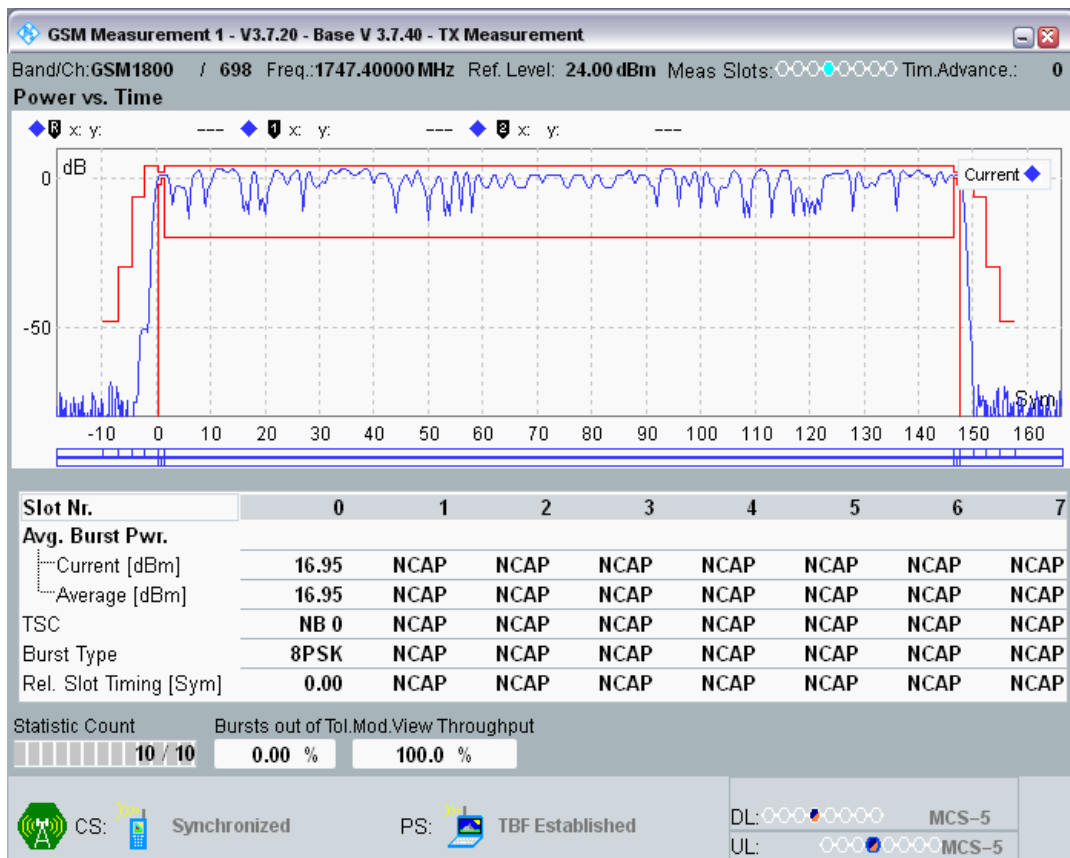 GSM Measurement 1 - V3.7.20 - Base V 3.7.40 - TX Measurement
Band/Ch:GSM1800 / 698 Freq.:1747.40000 MHz Ref. Level: 24.00 dBm Meas Slots: Tim.Advance.: 0
Power vs. Time
R x: y: --- 1 x: y: --- 2 x: y: ---
dB
Current
0
-50
Sym
-10 0 10 20 30 40 50 60 70 80 90 100 110 120 130 140 150 160
Slot Nr. 0 1 2 3 4 5 6 7
Avg. Burst Pwr.
Current [dBm] 16.95 NCAP NCAP NCAP NCAP NCAP NCAP NCAP
Average [dBm] 16.95 NCAP NCAP NCAP NCAP NCAP NCAP NCAP
TSC NB 0 NCAP NCAP NCAP NCAP NCAP NCAP NCAP
Burst Type 8PSK NCAP NCAP NCAP NCAP NCAP NCAP NCAP
Rel. Slot Timing [Sym] 0.00 NCAP NCAP NCAP NCAP NCAP NCAP NCAP
Statistic Count Bursts out of Tol.Mod.View Throughput
10 / 10 0.00 % 100.0 %
CS: Synchronized PS: TBF Established
DL: MCS-5
UL: MCS-5